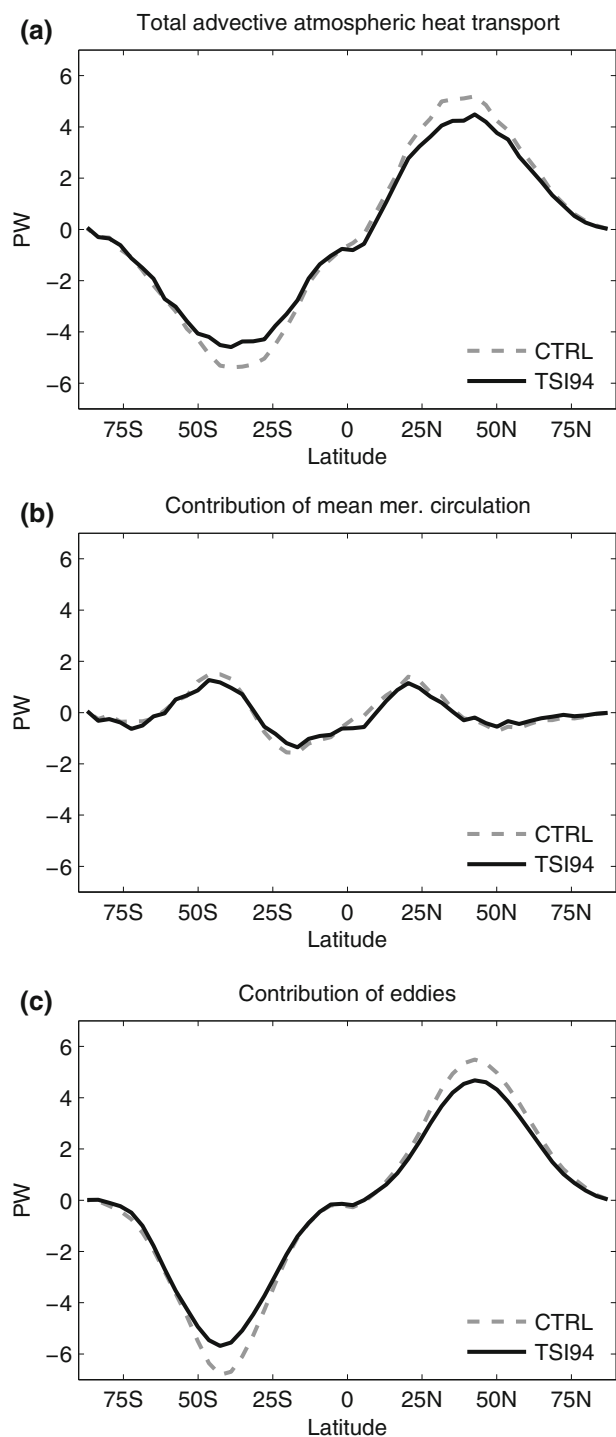 (a)
Total advective atmospheric heat transport
6
4
2
0
−2
−4
−6
PW
75S 50S 25S 0 25N 50N 75N
Latitude
CTRL
TSI94
(b)
Contribution of mean mer. circulation
6
4
2
0
−2
−4
−6
PW
75S 50S 25S 0 25N 50N 75N
Latitude
CTRL
TSI94
(c)
Contribution of eddies
6
4
2
0
−2
−4
−6
PW
75S 50S 25S 0 25N 50N 75N
Latitude
CTRL
TSI94